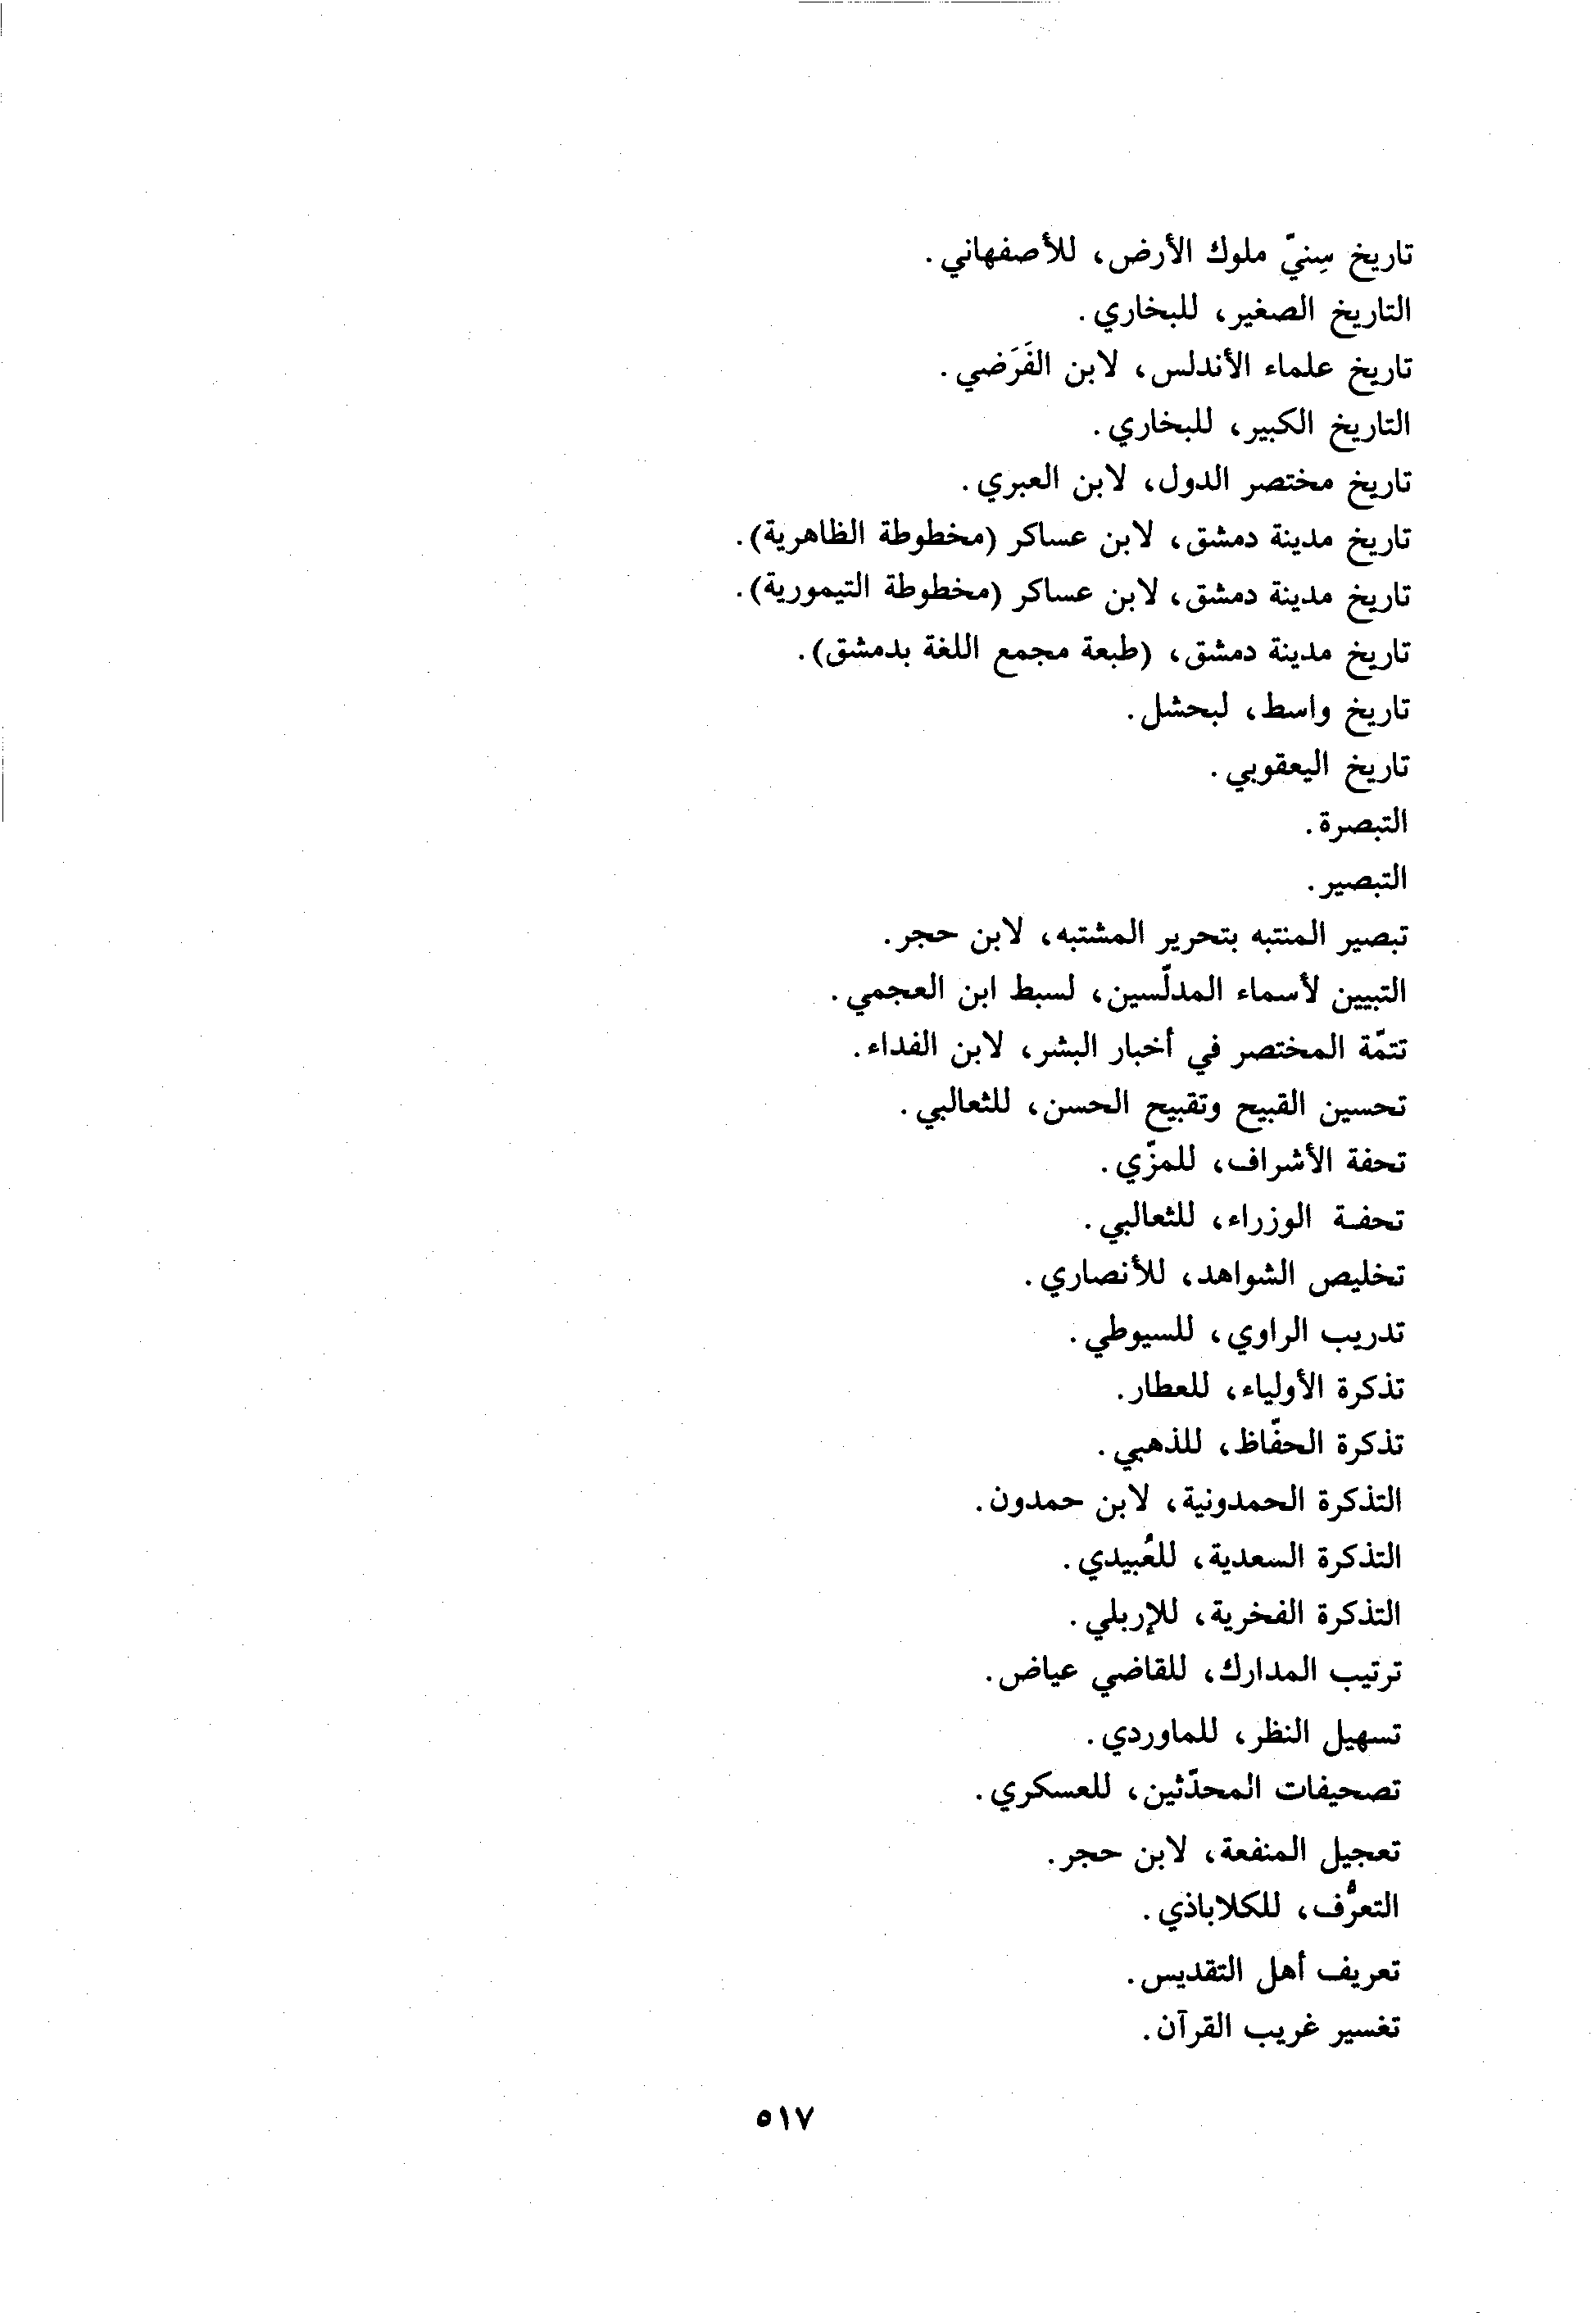 تاريخ سِنيّ ملوك الأرض، للأصفهاني.
التاريخ الصغير، للبخاري.
تاريخ علماء الأندلس، لابن الفَرَضي.
التاريخ الكبير، للبخاري.
تاريخ مختصر الدول، لابن العبري.
تاريخ مدينة دمشق، لابن عساكر (مخطوطة الظاهرية).
تاريخ مدينة دمشق، لابن عساكر (مخطوطة التيمورية).
تاريخ مدينة دمشق، (طبعة مجمع اللغة بدمشق).
تاريخ واسط، لبحشل.
تاريخ اليعقوبي.
التبصرة.
التبصير.
تبصير المنتبه بتحرير المشتبه، لابن حجر.
التبيين لأسماء المدلّسين، لسبط ابن العجمي.
تتمّة المختصر في أخبار البشر، لابن الفداء.
تحسين القبيح وتقبيح الحسن، للثعالبي.
تحفة الأشراف، للمزّي.
تحفة الوزراء، للثعالبي.
تخليص الشواهد، للأنصاري.
تدريب الراوي، للسيوطي.
تذكرة الأولياء، للعطار.
تذكرة الحفّاظ، للذهبي.
التذكرة الحمدونية، لابن حمدون.
التذكرة السعدية، للعُبيدي.
التذكرة الفخرية، للإربلي.
ترتيب المدارك، للقاضي عياض.
تسهيل النظر، للماوردي.
تصحيفات المحدّثين، للعسكري.
تعجيل المنفعة، لابن حجر.
التعرُّف، للكلاباذي.
تعريف أهل التقديس.
تغسير غريب القرآن.
٥١٧